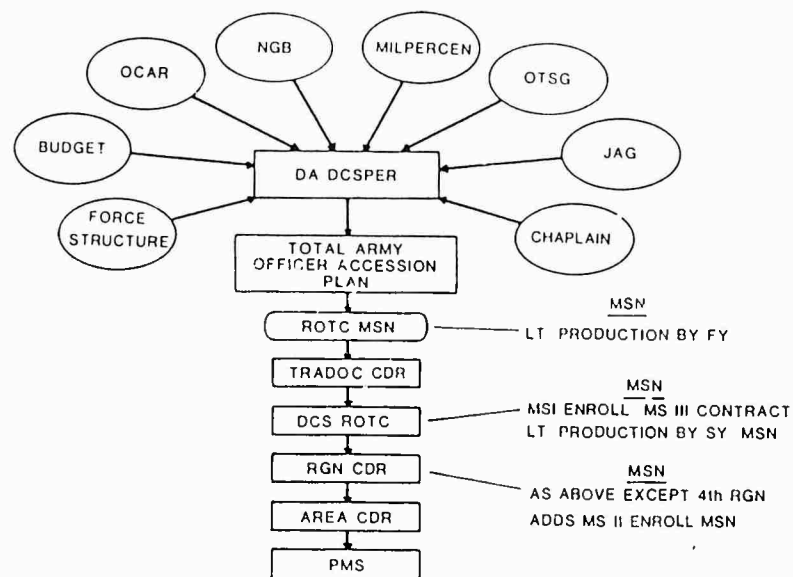 NGB
MILPERCEN
OCAR
OTSG
BUDGET
JAG
DA DCSPER
FORCE
STRUCTURE
CHAPLAIN
TOTAL ARMY
OFFICER ACCESSION
PLAN
ROTC MSN
MSN
LT PRODUCTION BY FY
TRADOC CDR
DCS ROTC
MSN
MSI ENROLL MS III CONTRACT
LT PRODUCTION BY SY MSN
RGN CDR
MSN
AS ABOVE EXCEPT 4th RGN
ADDS MS II ENROLL MSN
AREA CDR
PMS